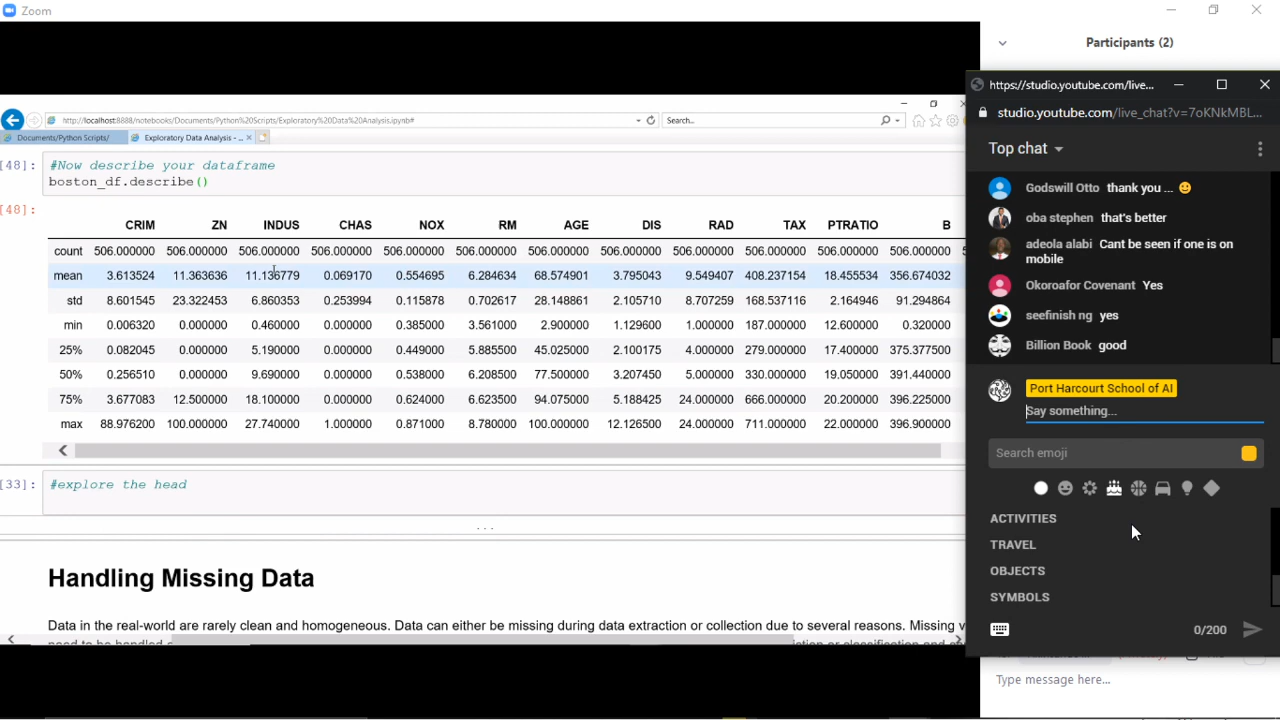 Zoom
Participants (2)
https://studio.youtube.com/live...
studio.youtube.com/live_chat?v=7oKNkMBL...
http://localhost:8888/notebooks/Documents/Python%20Scripts/Exploratory%20Data%20Analysis.ipynb#
Search...
Documents/Python Scripts/
Exploratory Data Analysis - ...
[48]: #Now describe your dataframe
boston_df.describe()
[48]:
CRIM ZN INDUS CHAS NOX RM AGE DIS RAD TAX PTRATIO B
count 506.000000 506.000000 506.000000 506.000000 506.000000 506.000000 506.000000 506.000000 506.000000 506.000000 506.000000 506.000000
mean 3.613524 11.363636 11.136779 0.069170 0.554695 6.284634 68.574901 3.795043 9.549407 408.237154 18.455534 356.674032
std 8.601545 23.322453 6.860353 0.253994 0.115878 0.702617 28.148861 2.105710 8.707259 168.537116 2.164946 91.294864
min 0.006320 0.000000 0.460000 0.000000 0.385000 3.561000 2.900000 1.129600 1.000000 187.000000 12.600000 0.320000
25% 0.082045 0.000000 5.190000 0.000000 0.449000 5.885500 45.025000 2.100175 4.000000 279.000000 17.400000 375.377500
50% 0.256510 0.000000 9.690000 0.000000 0.538000 6.208500 77.500000 3.207450 5.000000 330.000000 19.050000 391.440000
75% 3.677083 12.500000 18.100000 0.000000 0.624000 6.623500 94.075000 5.188425 24.000000 666.000000 20.200000 396.225000
max 88.976200 100.000000 27.740000 1.000000 0.871000 8.780000 100.000000 12.126500 24.000000 711.000000 22.000000 396.900000
[33]: #explore the head
...
Handling Missing Data
Data in the real-world are rarely clean and homogeneous. Data can either be missing during data extraction or collection due to several reasons. Missing v
Top chat
Godswill Otto thank you ... 😊
oba stephen that's better
adeola alabi Cant be seen if one is on
mobile
Okoroafor Covenant Yes
seefinish ng yes
Billion Book good
Port Harcourt School of AI
Say something...
Search emoji
ACTIVITIES
TRAVEL
OBJECTS
SYMBOLS
0/200
Type message here...